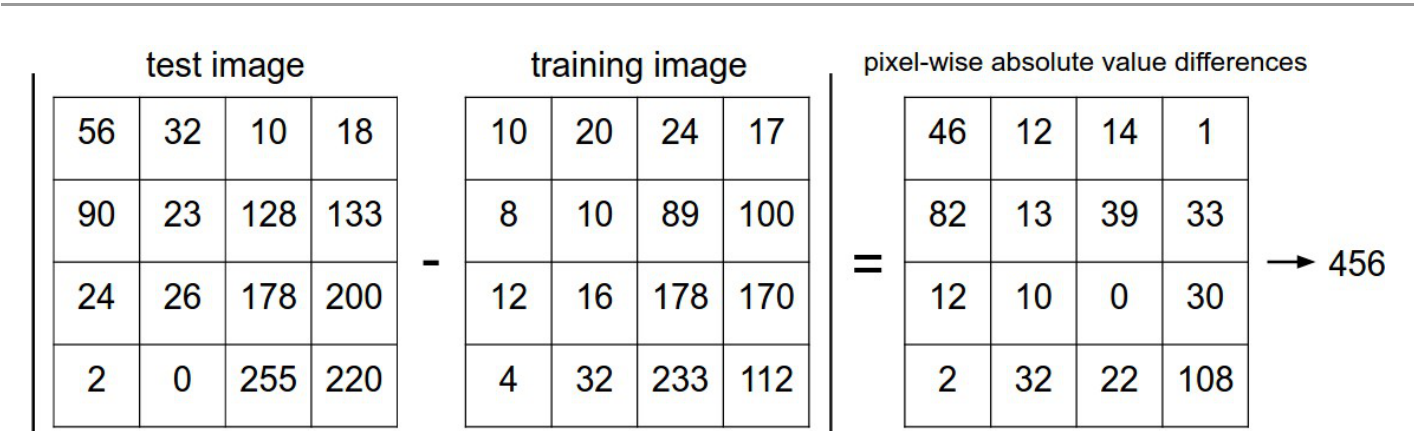 test image
training image
pixel-wise absolute value differences
56 32 10 18
10 20 24 17
46 12 14 1
90 23 128 133
8 10 89 100
82 13 39 33
-
=
→ 456
24 26 178 200
12 16 178 170
12 10 0 30
2 0 255 220
4 32 233 112
2 32 22 108